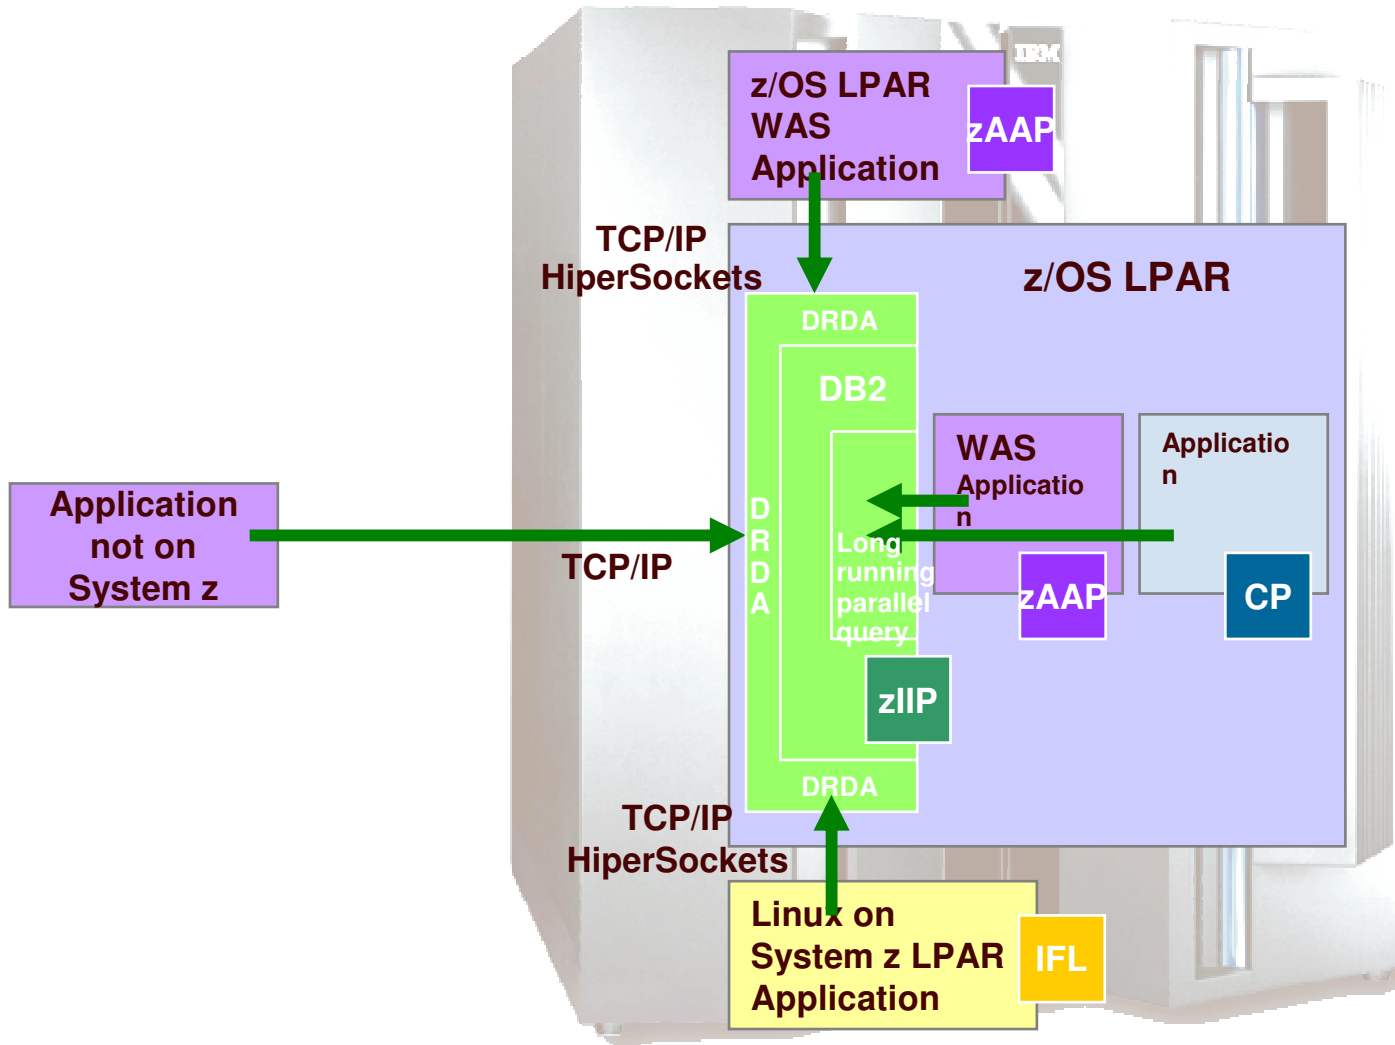 IBM
z/OS LPAR
WAS
Application
zAAP
TCP/IP
HiperSockets
z/OS LPAR
DRDA
DB2
WAS
Applicatio
n
Applicatio
n
Application
not on
System z
TCP/IP
D
R
D
A
Long
running
parallel
query
zAAP
CP
zIIP
DRDA
TCP/IP
HiperSockets
Linux on
System z LPAR
Application
IFL